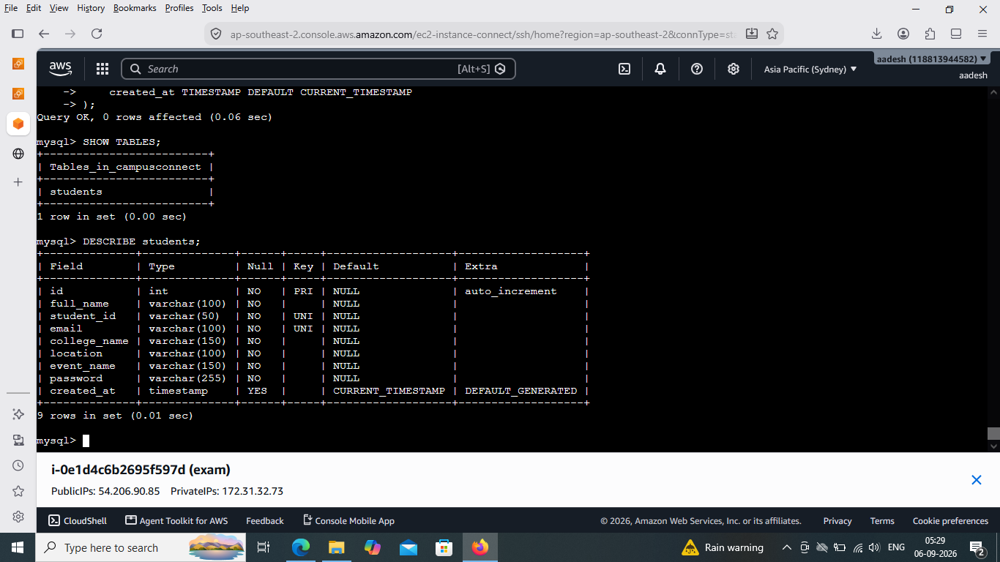 File Edit View History Bookmarks Profiles Tools Help
ap-southeast-2.console.aws.amazon.com/ec2-instance-connect/ssh/home?region=ap-southeast-2&connType=sta
aws Search [Alt+S] Asia Pacific (Sydney) aadesh (118813944582)
aadesh
-> created_at TIMESTAMP DEFAULT CURRENT_TIMESTAMP
-> );
Query OK, 0 rows affected (0.06 sec)
mysql> SHOW TABLES;
+-------------------------+
| Tables_in_campusconnect |
+-------------------------+
| students |
+-------------------------+
1 row in set (0.00 sec)
mysql> DESCRIBE students;
+--------------+--------------+------+-----+-------------------+-------------------+
| Field | Type | Null | Key | Default | Extra |
+--------------+--------------+------+-----+-------------------+-------------------+
| id | int | NO | PRI | NULL | auto_increment |
| full_name | varchar(100) | NO | | NULL | |
| student_id | varchar(50) | NO | UNI | NULL | |
| email | varchar(100) | NO | UNI | NULL | |
| college_name | varchar(150) | NO | | NULL | |
| location | varchar(100) | NO | | NULL | |
| event_name | varchar(150) | NO | | NULL | |
| password | varchar(255) | NO | | NULL | |
| created_at | timestamp | YES | | CURRENT_TIMESTAMP | DEFAULT_GENERATED |
+--------------+--------------+------+-----+-------------------+-------------------+
9 rows in set (0.01 sec)
mysql>
i-0e1d4c6b2695f597d (exam)
PublicIPs: 54.206.90.85 PrivateIPs: 172.31.32.73
CloudShell Agent Toolkit for AWS Feedback Console Mobile App © 2026, Amazon Web Services, Inc. or its affiliates. Privacy Terms Cookie preferences
Type here to search Rain warning ENG 05:29
06-09-2026 2